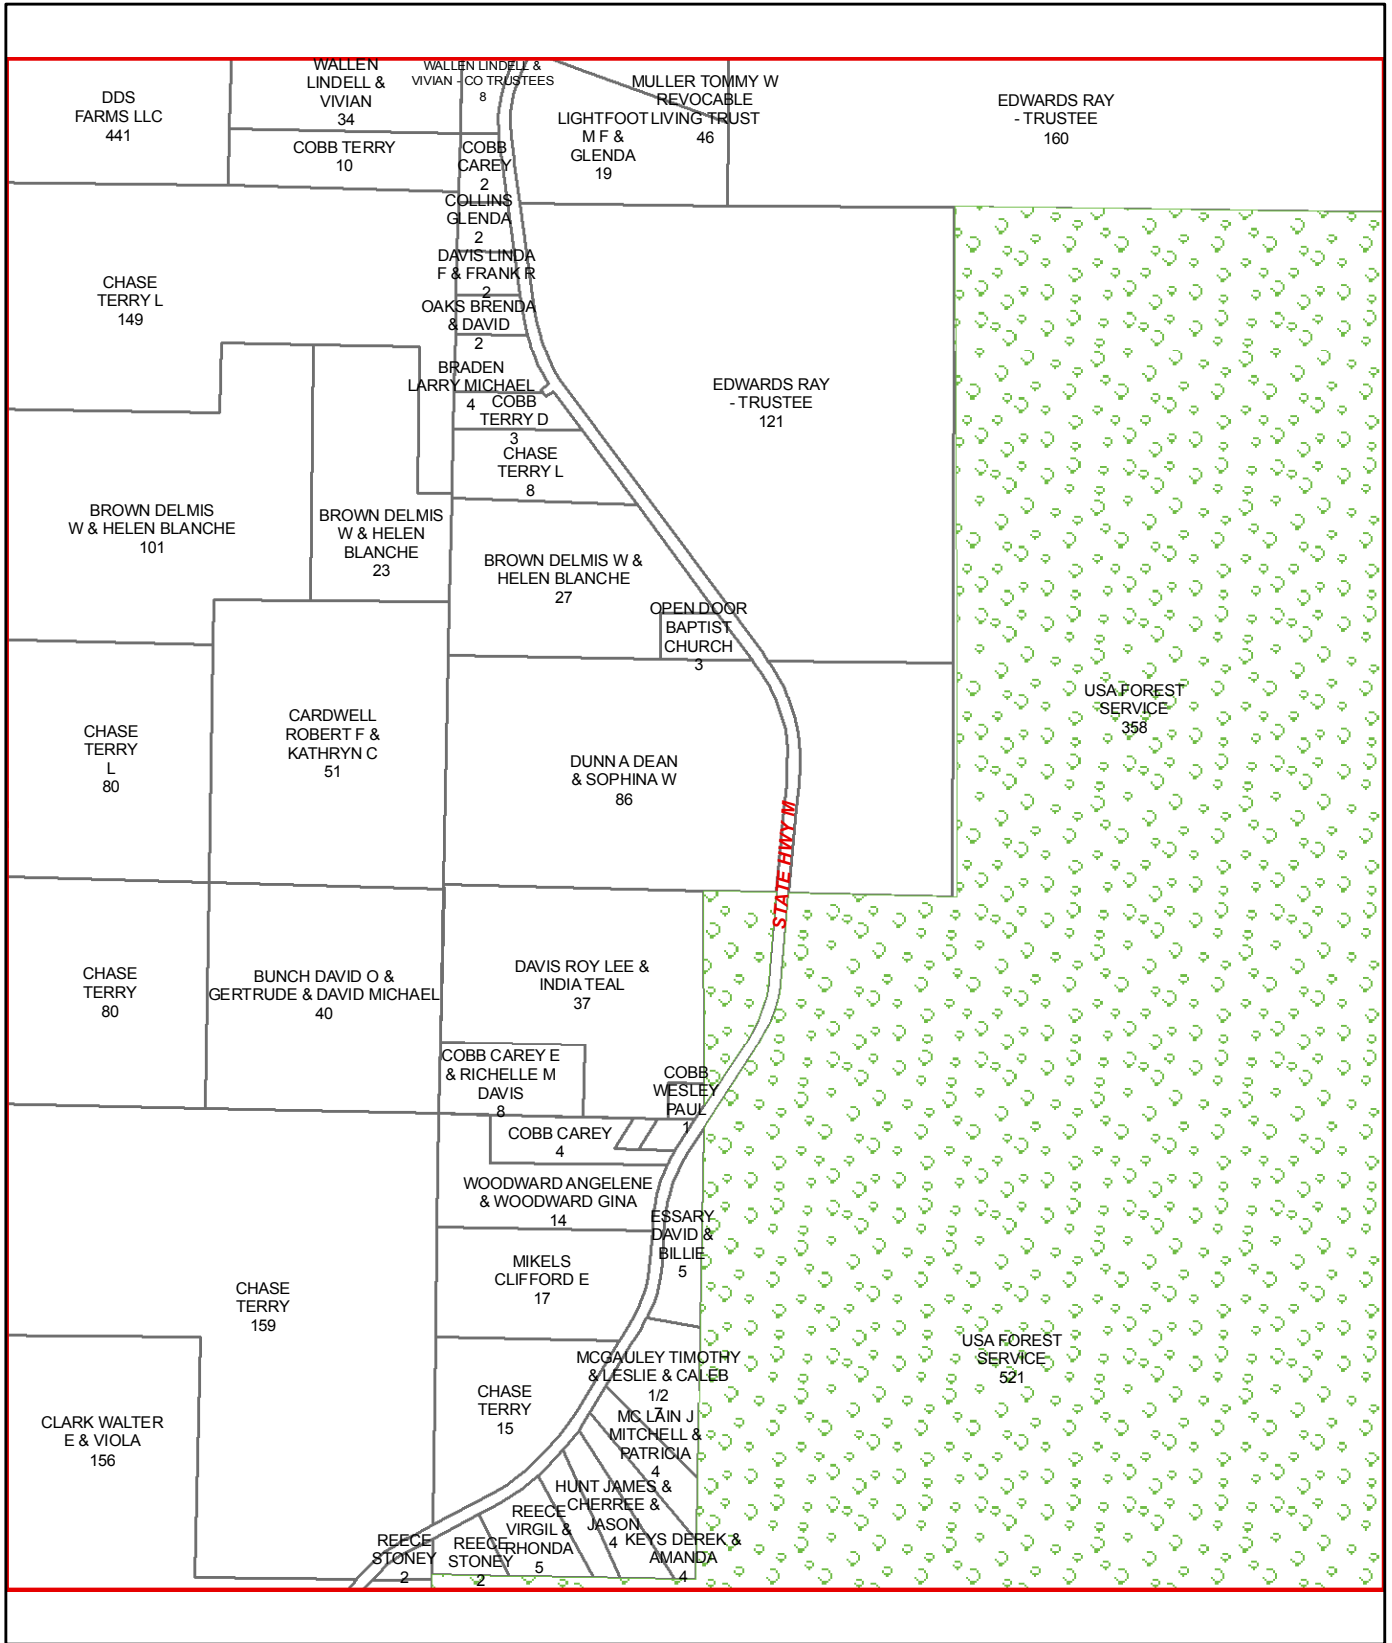 DDS
FARMS LLC
441
WALLEN
LINDELL &
VIVIAN
34
WALLEN LINDELL &
VIVIAN - CO TRUSTEES
8
MULLER TOMMY W
REVOCABLE
LIVING TRUST
46
LIGHTFOOT
M F &
GLENDA
19
EDWARDS RAY
- TRUSTEE
160
COBB TERRY
10
COBB
CAREY
2
COLLINS
GLENDA
2
DAVIS LINDA
F & FRANK R
2
OAKS BRENDA
& DAVID
2
CHASE
TERRY L
149
BRADEN
LARRY MICHAEL
4
COBB
TERRY D
3
CHASE
TERRY L
8
EDWARDS RAY
- TRUSTEE
121
BROWN DELMIS
W & HELEN BLANCHE
101
BROWN DELMIS
W & HELEN
BLANCHE
23
BROWN DELMIS W &
HELEN BLANCHE
27
OPEN DOOR
BAPTIST
CHURCH
3
USA FOREST
SERVICE
358
CHASE
TERRY
L
80
CARDWELL
ROBERT F &
KATHRYN C
51
DUNN A DEAN
& SOPHINA W
86
STATE HWY M
CHASE
TERRY
80
BUNCH DAVID O &
GERTRUDE & DAVID MICHAEL
40
DAVIS ROY LEE &
INDIA TEAL
37
COBB CAREY E
& RICHELLE M
DAVIS
8
COBB
WESLEY
PAUL
1
COBB CAREY
4
WOODWARD ANGELENE
& WOODWARD GINA
14
ESSARY
DAVID &
BILLIE
5
MIKELS
CLIFFORD E
17
CHASE
TERRY
159
USA FOREST
SERVICE
521
MCGAULEY TIMOTHY
& LESLIE & CALEB
1/2
7
CHASE
TERRY
15
MC LAIN J
MITCHELL &
PATRICIA
4
CLARK WALTER
E & VIOLA
156
HUNT JAMES &
CHERREE &
JASON
4
KEYS DEREK &
AMANDA
4
REECE
VIRGIL &
RHONDA
5
REECE
STONEY
2
REECE
STONEY
2